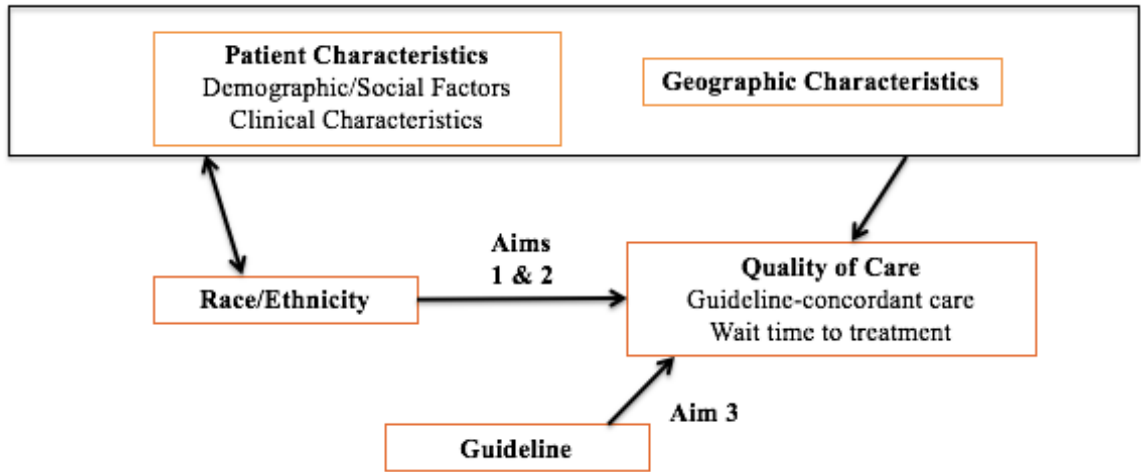 Patient Characteristics
Demographic/Social Factors
Clinical Characteristics
Geographic Characteristics
Aims
1 & 2
Race/Ethnicity
Quality of Care
Guideline-concordant care
Wait time to treatment
Aim 3
Guideline